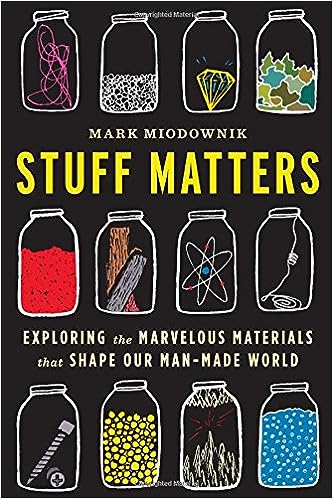 MARK MIODOWNIK
STUFF MATTERS
EXPLORING the MARVELOUS MATERIALS
that SHAPE OUR MAN-MADE WORLD